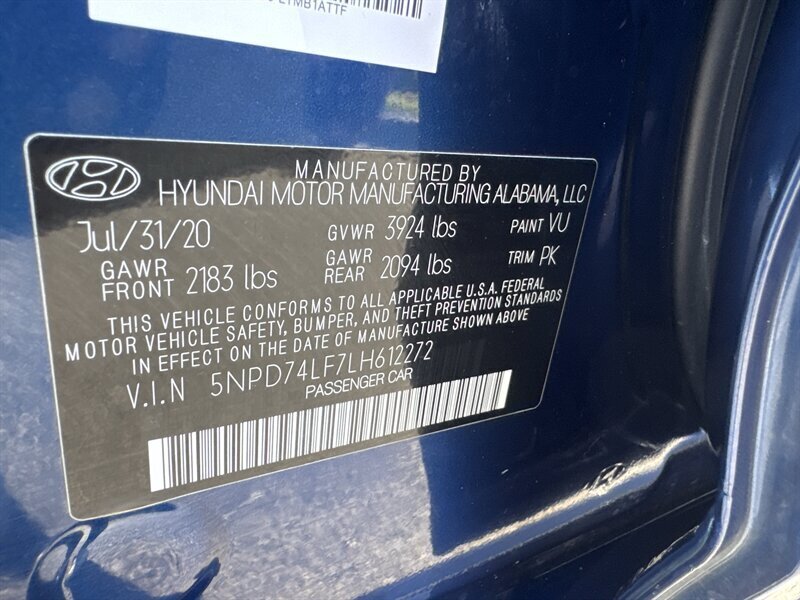 LTMB1ATTF
MANUFACTURED BY
HYUNDAI MOTOR MANUFACTURING ALABAMA, LLC
Jul/31/20 GVWR 3924 lbs PAINT VU
GAWR FRONT 2183 lbs GAWR REAR 2094 lbs TRIM PK
THIS VEHICLE CONFORMS TO ALL APPLICABLE U.S.A. FEDERAL
MOTOR VEHICLE SAFETY, BUMPER, AND THEFT PREVENTION STANDARDS
IN EFFECT ON THE DATE OF MANUFACTURE SHOWN ABOVE
V.I.N 5NPD74LF7LH612272
PASSENGER CAR